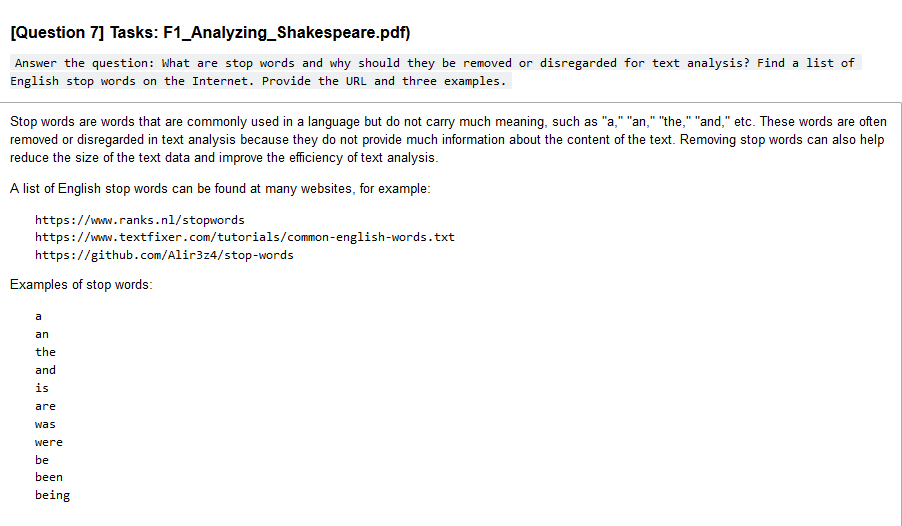 [Question 7] Tasks: F1_Analyzing_Shakespeare.pdf)
Answer the question: What are stop words and why should they be removed or disregarded for text analysis? Find a list of
English stop words on the Internet. Provide the URL and three examples.
Stop words are words that are commonly used in a language but do not carry much meaning, such as "a," "an," "the," "and," etc. These words are often
removed or disregarded in text analysis because they do not provide much information about the content of the text. Removing stop words can also help
reduce the size of the text data and improve the efficiency of text analysis.
A list of English stop words can be found at many websites, for example:
https://www.ranks.nl/stopwords
https://www.textfixer.com/tutorials/common-english-words.txt
https://github.com/Alir3z4/stop-words
Examples of stop words:
a
an
the
and
is
are
was
were
be
been
being